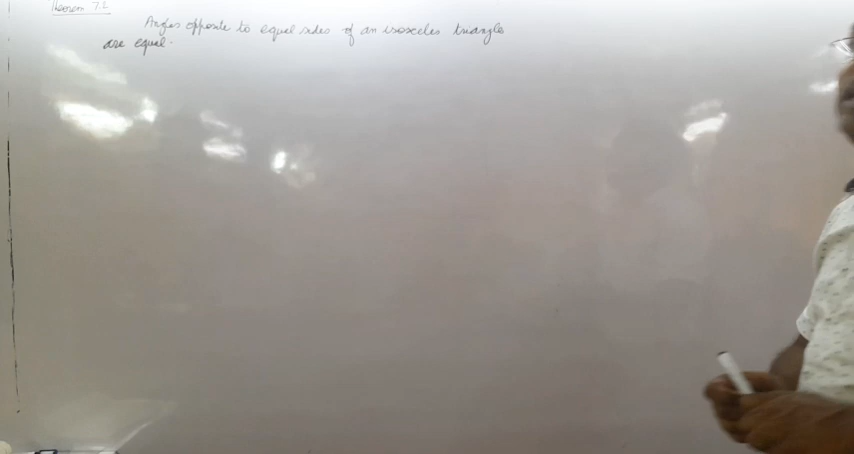 Theorem 7.2
Angles opposite to equal sides of an isosceles triangle
are equal.